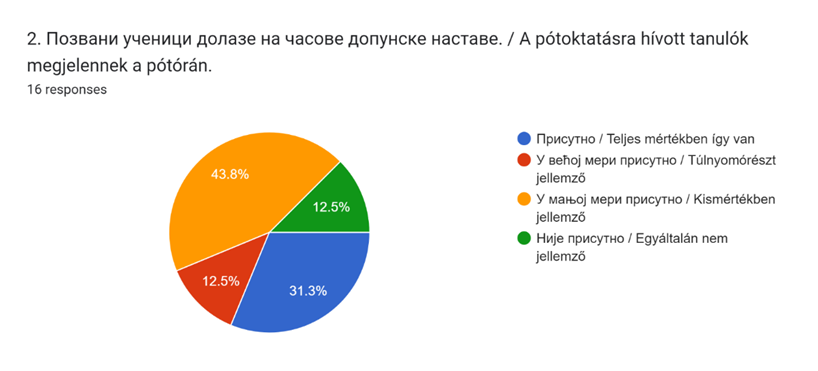 2. Позвани ученици долазе на часове допунске наставе. / A pótoktatásra hívott tanulók
megjelennek a pótórán.
16 responses
43.8%
12.5%
12.5%
31.3%
Присутно / Teljes mértékben így van
У већој мери присутно / Túlnyomórészt
jellemző
У мањој мери присутно / Kismértékben
jellemző
Није присутно / Egyáltalán nem
jellemző